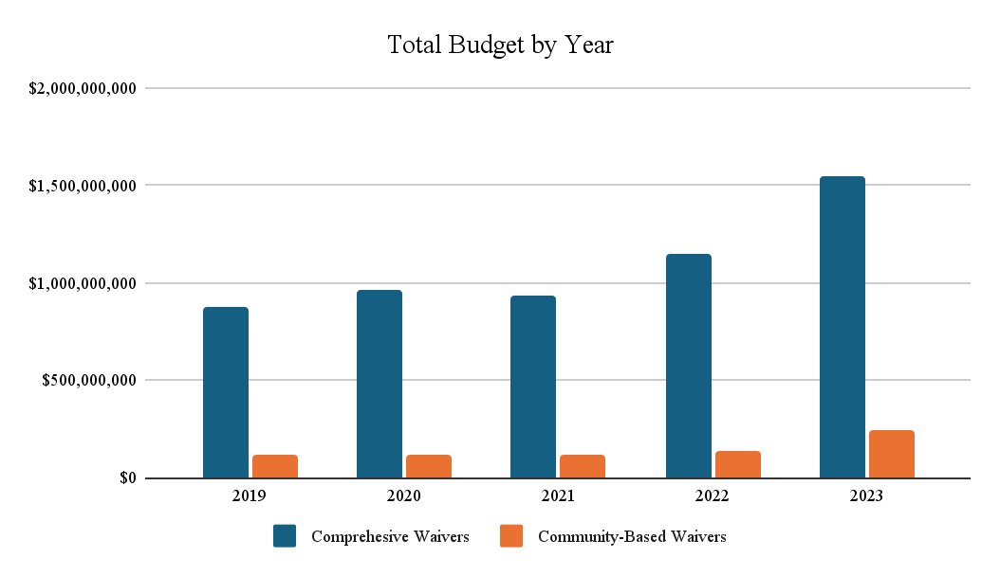 Total Budget by Year
$2,000,000,000
$1,500,000,000
$1,000,000,000
$500,000,000
$0
2019 2020 2021 2022 2023
Comprehesive Waivers Community-Based Waivers